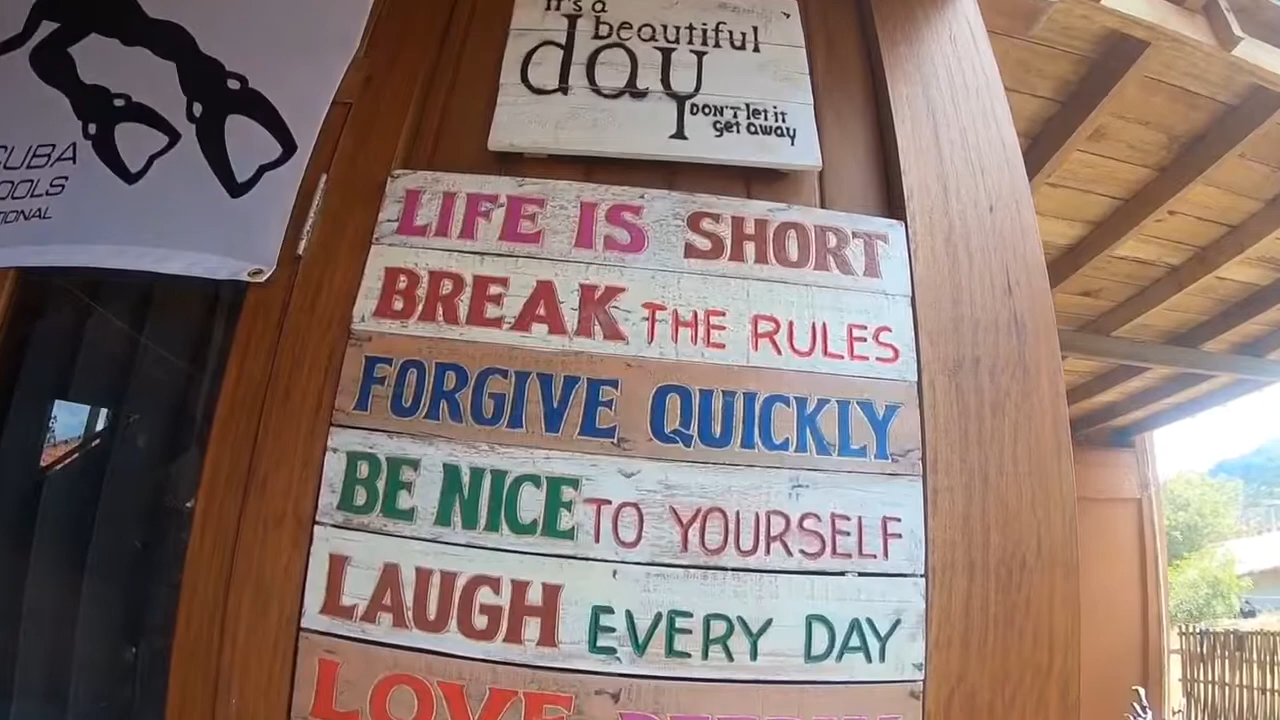 it's a
beautiful
day
DON'T let it
get away
CUBA
OOLS
TIONAL
LIFE IS SHORT
BREAK THE RULES
FORGIVE QUICKLY
BE NICE TO YOURSELF
LAUGH EVERY DAY
LOVE